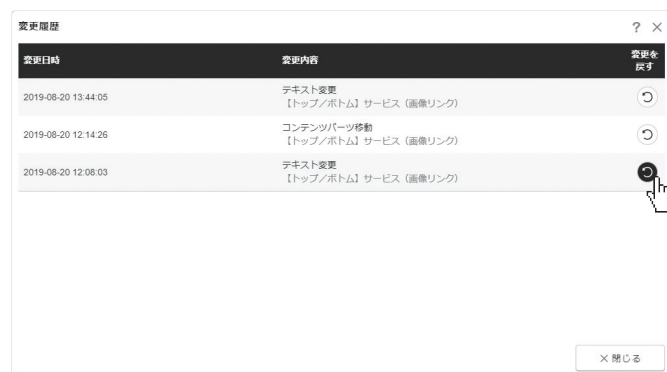 変更履歴
? ×
変更日時 変更内容 変更を
戻す
2019-08-20 13:44:05 テキスト変更
【トップ／ボトム】サービス（画像リンク）
2019-08-20 12:14:26 コンテンツパーツ移動
【トップ／ボトム】サービス（画像リンク）
2019-08-20 12:08:03 テキスト変更
【トップ／ボトム】サービス（画像リンク）
×閉じる